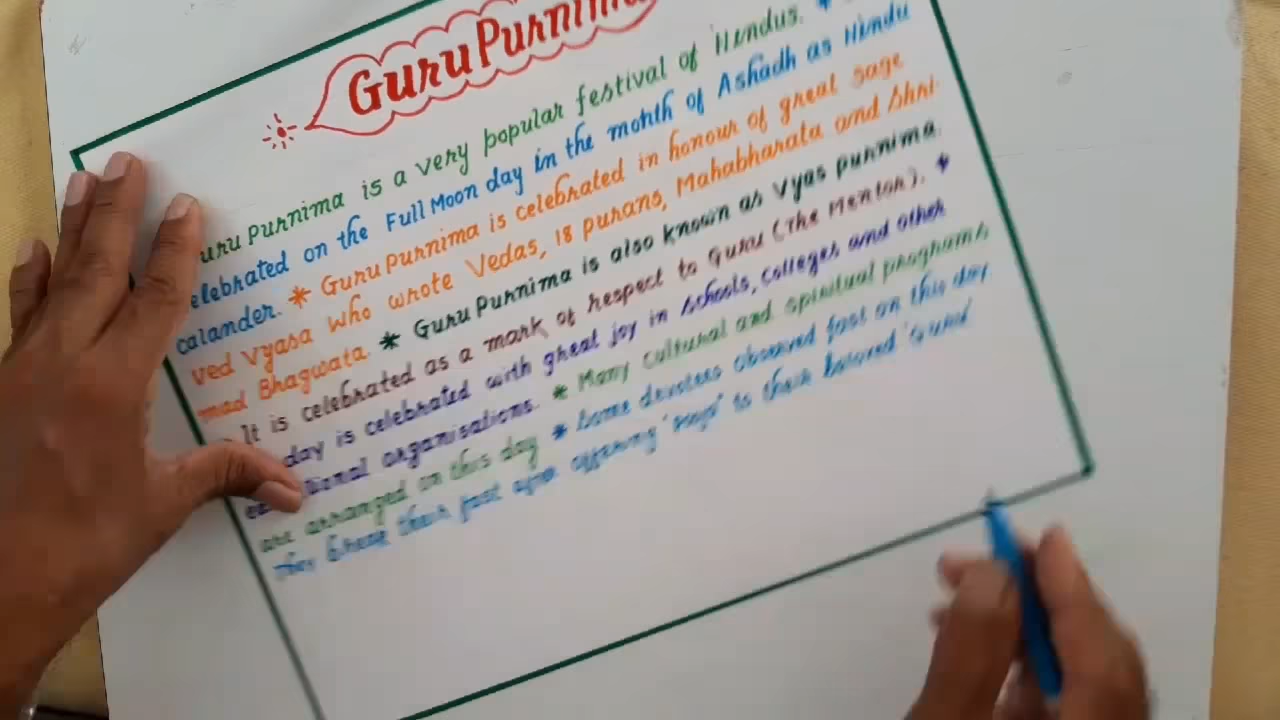 Guru Purnima
uru Purnima is a very popular festival of Hindus. *
elebrated on the Full Moon day in the month of Ashadh as Hindu
calander. * Guru Purnima is celebrated in honour of great sage
Ved Vyasa who wrote Vedas, 18 purans, Mahabharata and Shri-
mad Bhagwata. * Guru Purnima is also known as Vyas purnima.
It is celebrated as a mark of respect to Guru (The Mentor). *
day is celebrated with great joy in schools, colleges and other
tional organisations. * Many cultural and spiritual programs
are arranged on this day * Some devotees observed fast on this day
They break their fast after offering to their beloved 'Guru'